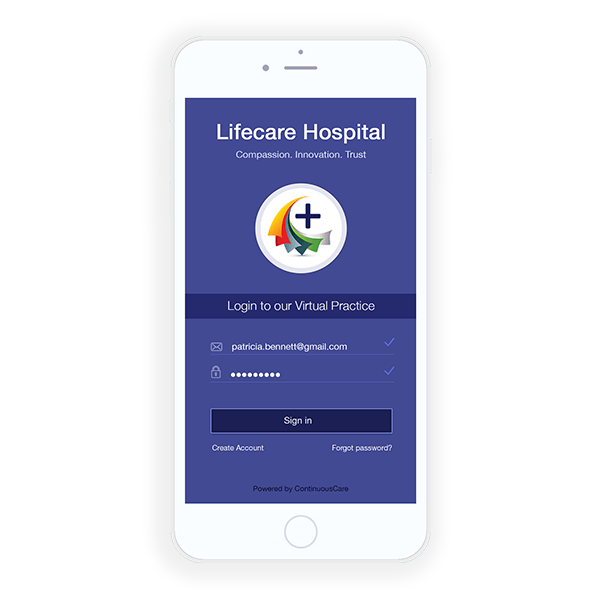 Lifecare Hospital
Compassion. Innovation. Trust
Login to our Virtual Practice
patricia.bennett@gmail.com
•••••••••
Sign in
Create Account Forgot password?
Powered by ContinuousCare